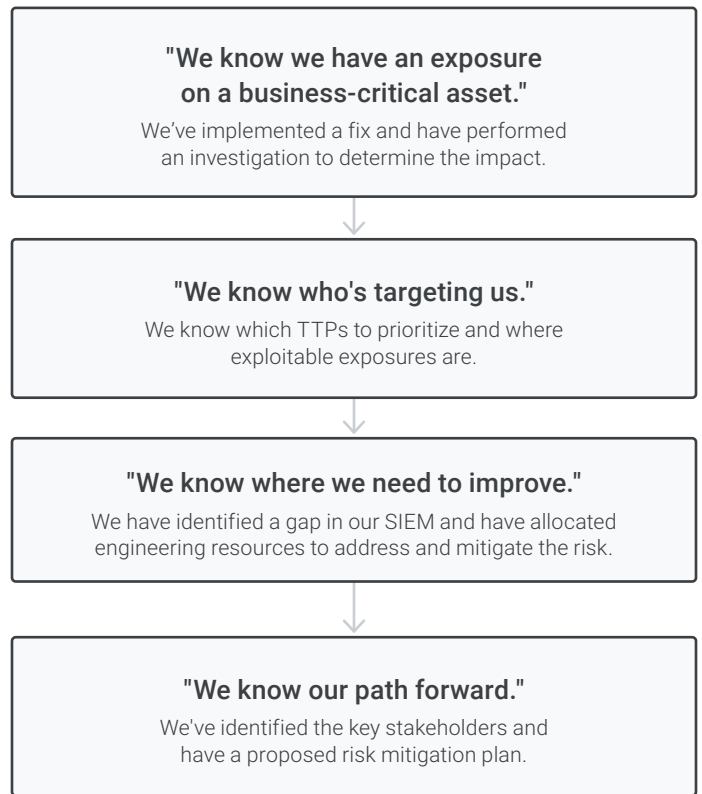 "We know we have an exposure
on a business-critical asset."
We’ve implemented a fix and have performed
an investigation to determine the impact.
"We know who's targeting us."
We know which TTPs to prioritize and where
exploitable exposures are.
"We know where we need to improve."
We have identified a gap in our SIEM and have allocated
engineering resources to address and mitigate the risk.
"We know our path forward."
We've identified the key stakeholders and
have a proposed risk mitigation plan.